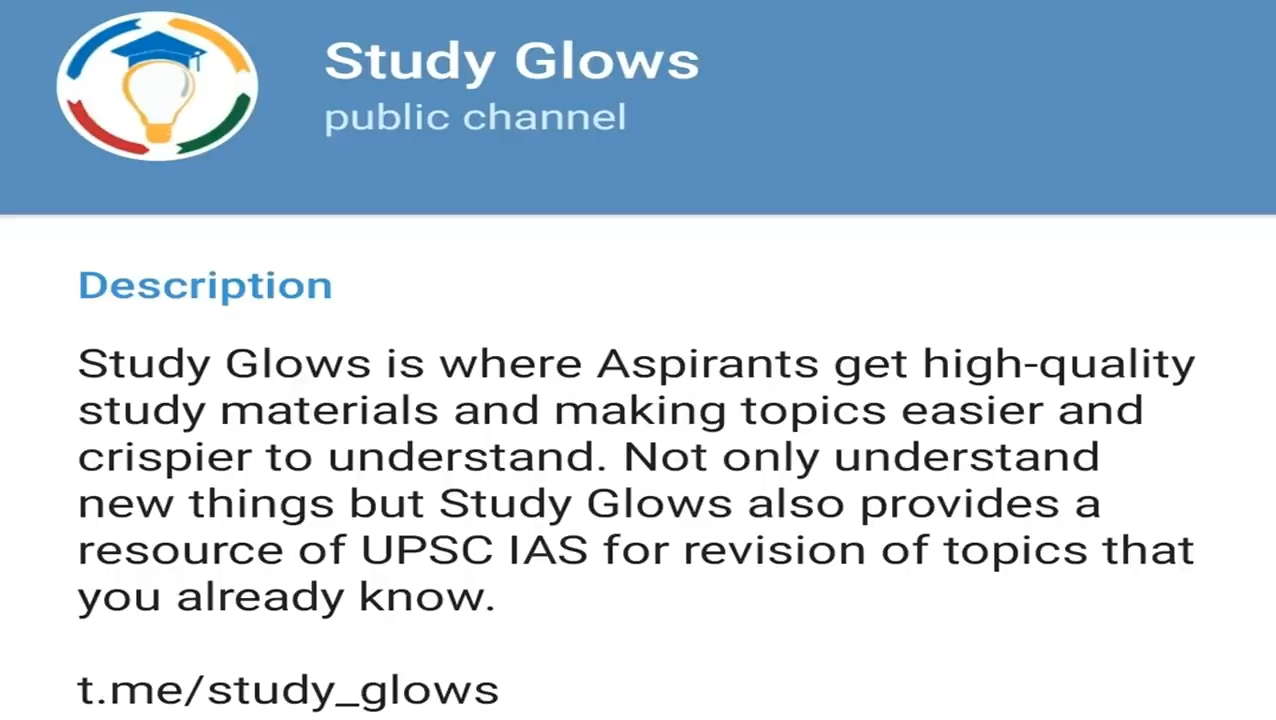 Study Glows
public channel
Description
Study Glows is where Aspirants get high-quality
study materials and making topics easier and
crispier to understand. Not only understand
new things but Study Glows also provides a
resource of UPSC IAS for revision of topics that
you already know.
t.me/study_glows